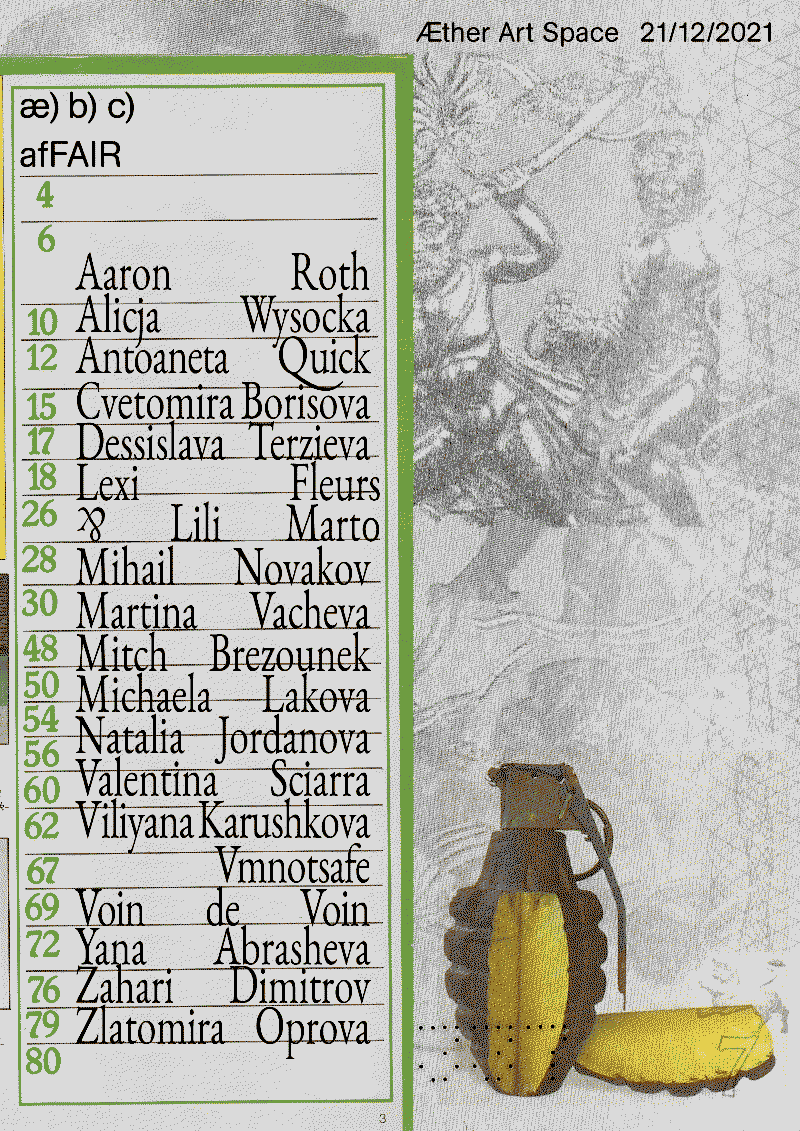 Æther Art Space 21/12/2021
æ) b) c)
afFAIR
4
6
Aaron Roth
10 Alicja Wysocka
12 Antoaneta Quick
15 Cvetomira Borisova
17 Dessislava Terzieva
18 Lexi Fleurs
26 Lili Marto
28 Mihail Novakov
30 Martina Vacheva
48 Mitch Brezounek
50 Michaela Lakova
54 Natalia Jordanova
56
60 Valentina Sciarra
62 Viliyana Karushkova
67 Vmnotsafe
69 Voin de Voin
72 Yana Abrasheva
76 Zahari Dimitrov
79 Zlatomira Oprova
80
3
7